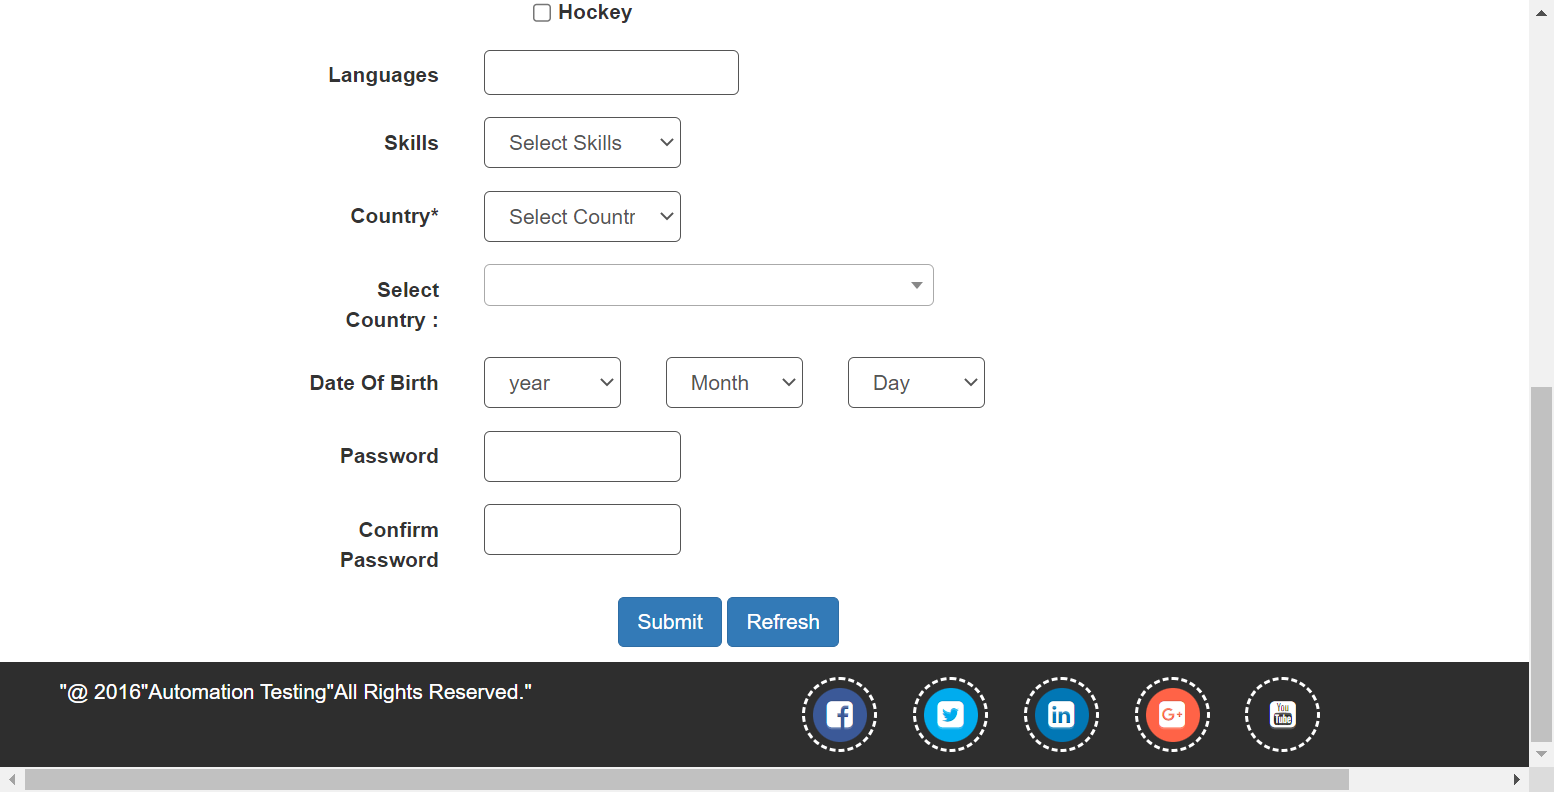 Hockey
Languages
Skills
Select Skills
Country*
Select Countr
Select
Country :
Date Of Birth
year
Month
Day
Password
Confirm
Password
Submit
Refresh
"@ 2016"Automation Testing"All Rights Reserved."
f
in
G+
You
Tube